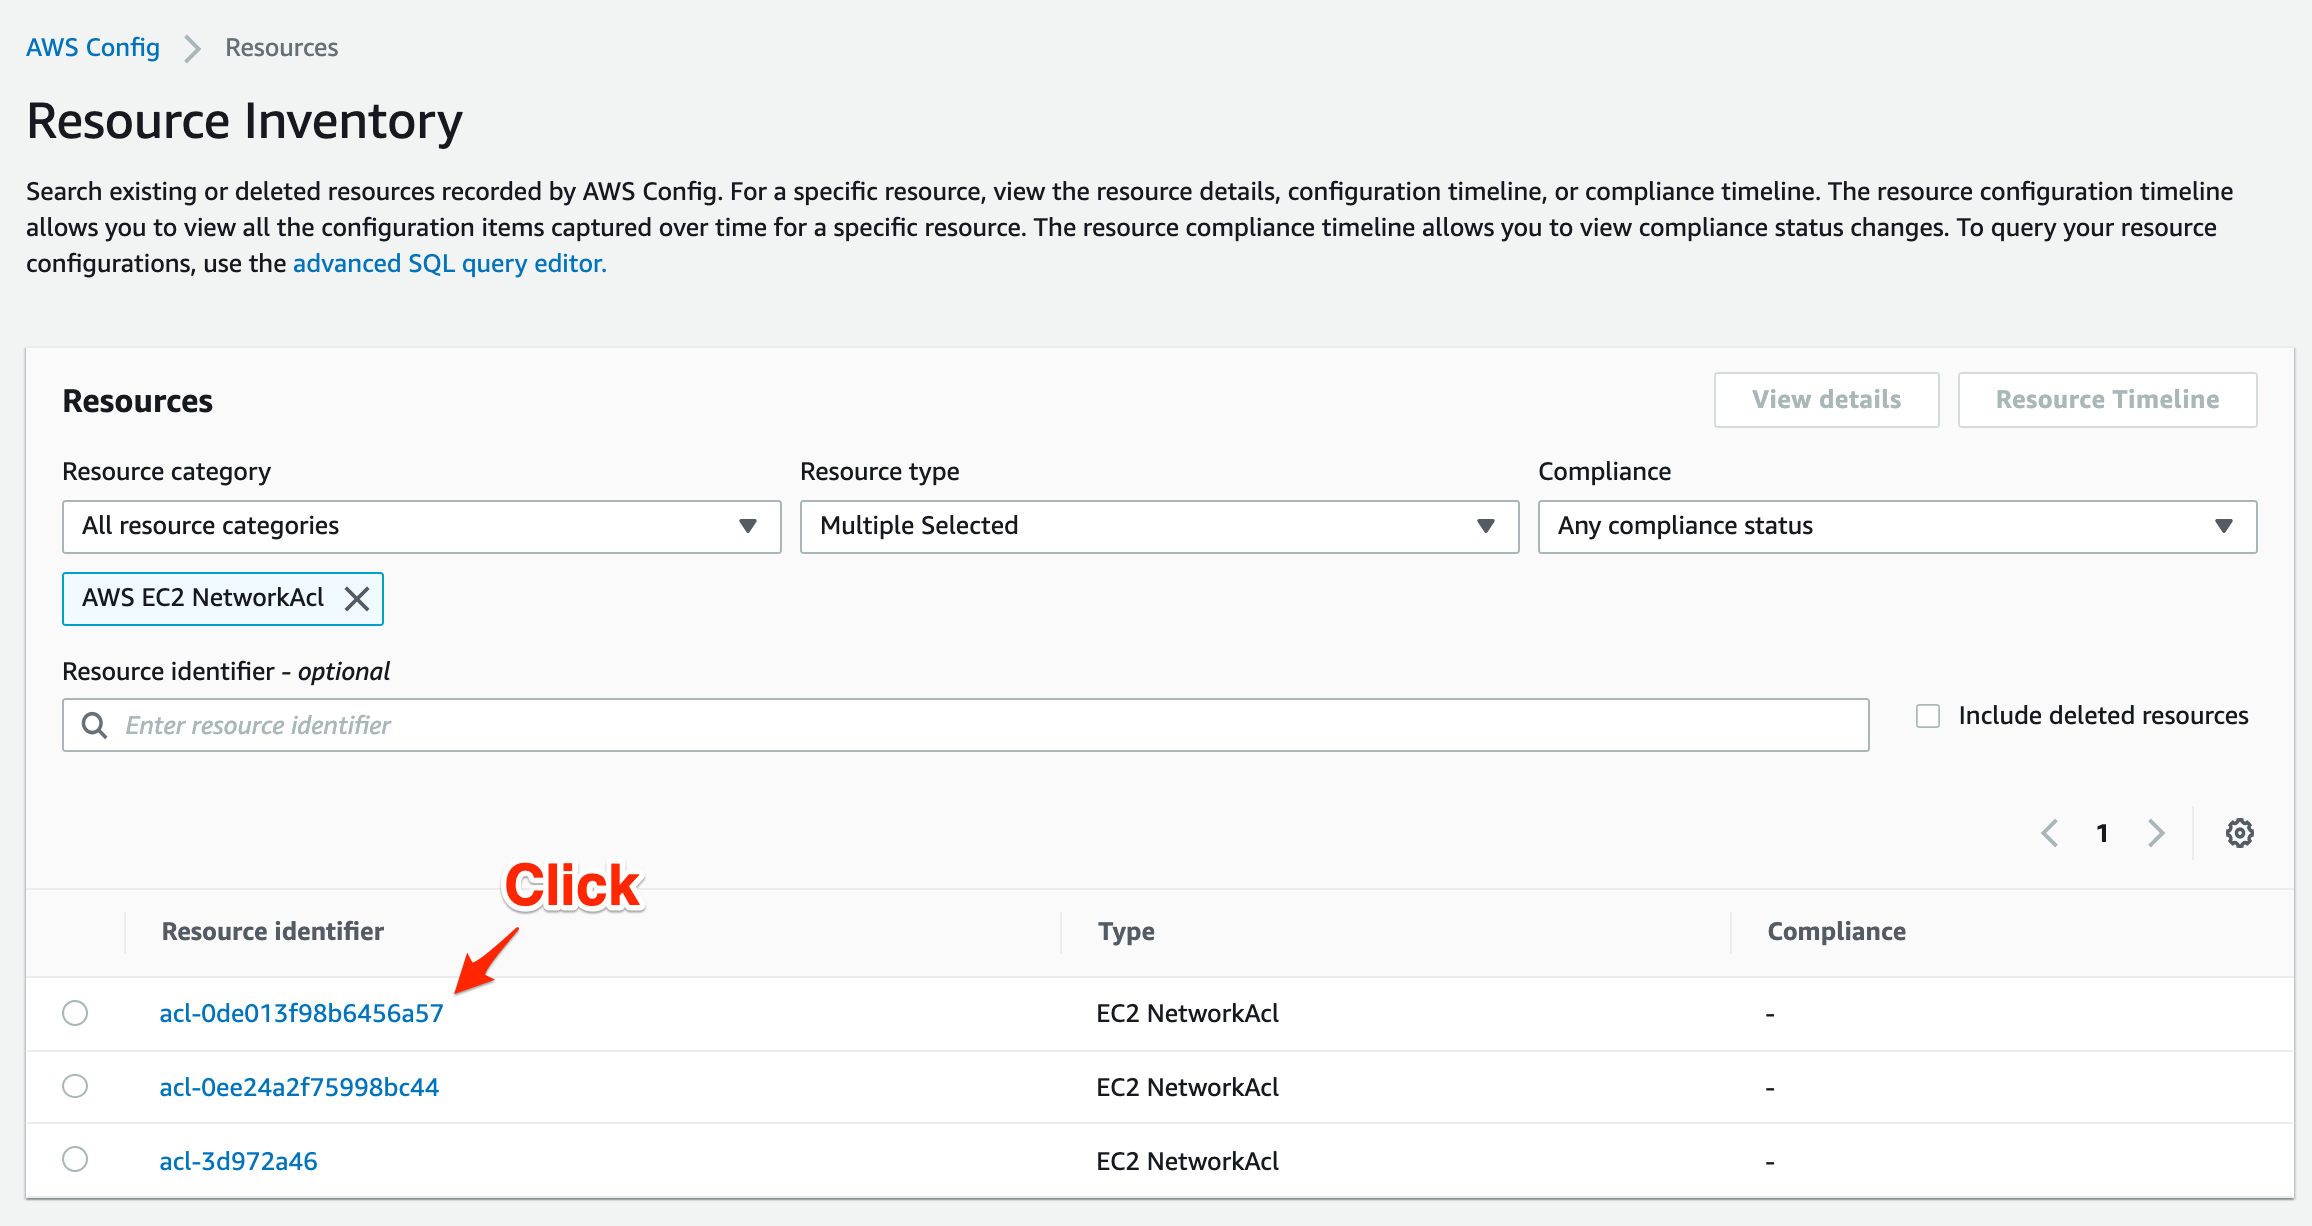 AWS Config > Resources
Resource Inventory
Search existing or deleted resources recorded by AWS Config. For a specific resource, view the resource details, configuration timeline, or compliance timeline. The resource configuration timeline
allows you to view all the configuration items captured over time for a specific resource. The resource compliance timeline allows you to view compliance status changes. To query your resource
configurations, use the advanced SQL query editor.
Resources
View details
Resource Timeline
Resource category
Resource type
Compliance
All resource categories
Multiple Selected
Any compliance status
AWS EC2 NetworkAcl
Resource identifier - optional
Enter resource identifier
Include deleted resources
1
Click
Resource identifier
Type
Compliance
acl-0de013f98b6456a57
EC2 NetworkAcl
-
acl-0ee24a2f75998bc44
EC2 NetworkAcl
-
acl-3d972a46
EC2 NetworkAcl
-